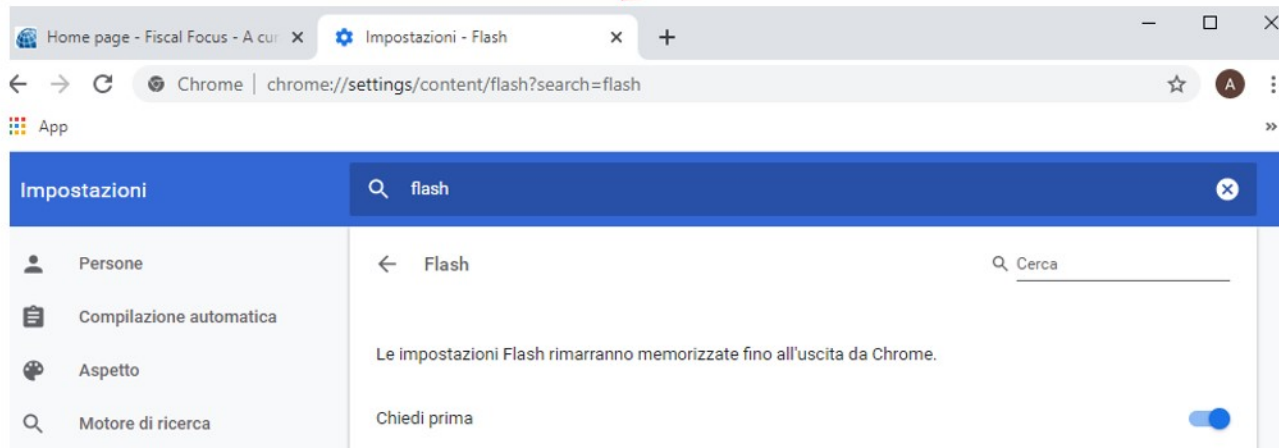 Home page - Fiscal Focus - A cur
Impostazioni - Flash
Chrome | chrome://settings/content/flash?search=flash
A
App
Impostazioni
flash
Persone
Flash
Cerca
Compilazione automatica
Le impostazioni Flash rimarranno memorizzate fino all'uscita da Chrome.
Aspetto
Chiedi prima
Motore di ricerca